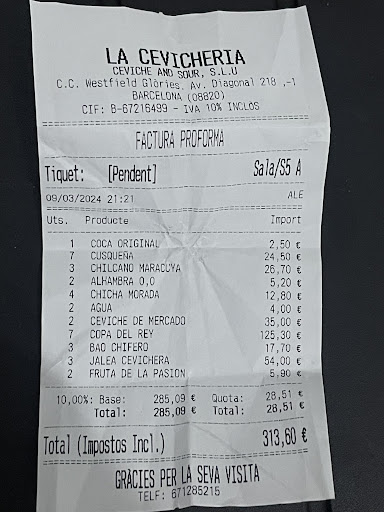 LA CEVICHERIA
CEVICHE AND SOUR, S.L.U
C.C. Westfield Glòries, Av. Diagonal 218 ,-1
BARCELONA (08820)
CIF: B-67216499 - IVA 10% INCLÒS
FACTURA PROFORMA
Tiquet: [Pendent] Sala/S5 A
09/03/2024 21:21 ALE
Uts. Producte Import
1 COCA ORIGINAL 2,50 €
7 CUSQUEÑA 24,50 €
3 CHILCANO MARACUYA 26,70 €
2 ALHAMBRA 0,0 5,20 €
4 CHICHA MORADA 12,80 €
2 AGUA 4,00 €
2 CEVICHE DE MERCADO 35,00 €
7 COPA DEL REY 125,30 €
3 BAO CHIFERO 17,70 €
3 JALEA CEVICHERA 54,00 €
2 FRUTA DE LA PASION 5,90 €
10,00%: Base: 285,09 € Quota: 28,51 €
Total: 285,09 € Total: 28,51 €
Total (Impostos Incl.) 313,60 €
GRÀCIES PER LA SEVA VISITA
TELF: 671285215